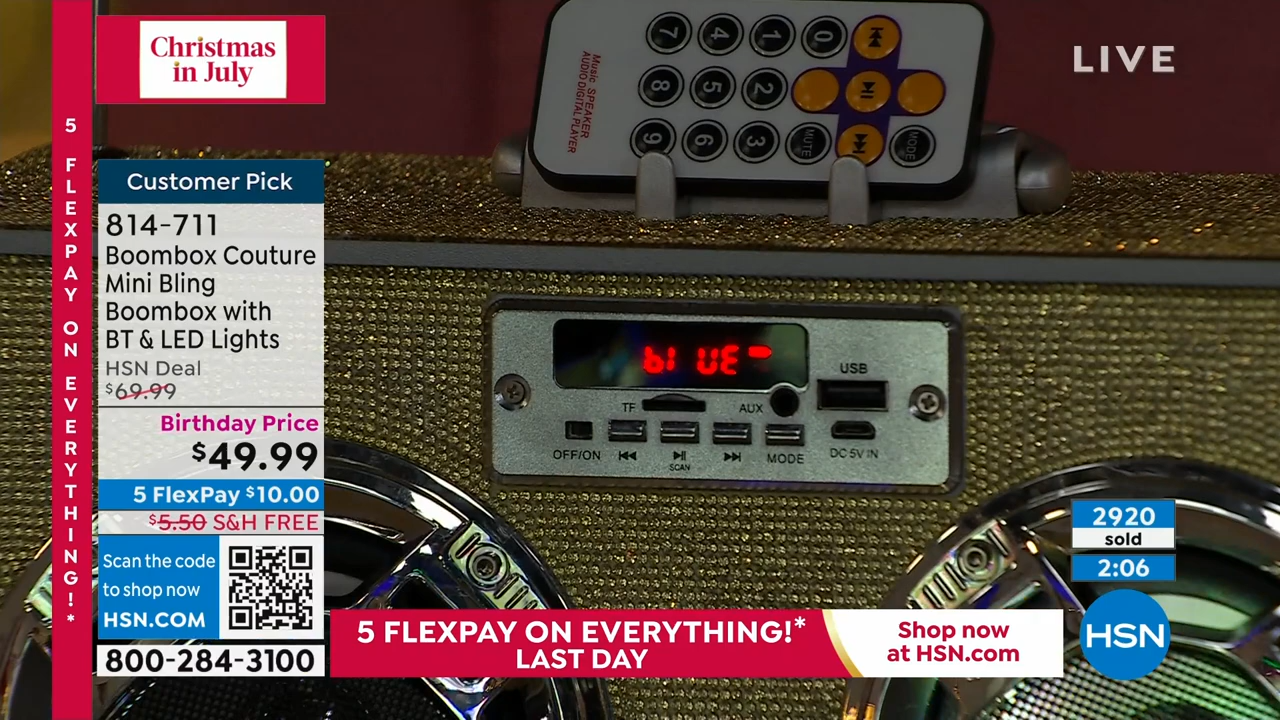 Christmas
in July
LIVE
5 FLEXPAY ON EVERYTHING!*
Customer Pick
814-711
Boombox Couture
Mini Bling
Boombox with
BT & LED Lights
HSN Deal
$69.99
Birthday Price
$49.99
5 FlexPay $10.00
$5.50 S&H FREE
Scan the code
to shop now
HSN.COM
800-284-3100
7 4 1 0
8 5 2
9 6 3 MUTE MODE
Music SPEAKER
AUDIO DIGITAL PLAYER
bl UE
USB
TF AUX
OFF/ON SCAN MODE DC 5V IN
5 FLEXPAY ON EVERYTHING!*
LAST DAY
Shop now
at HSN.com
2920
sold
2:06
HSN